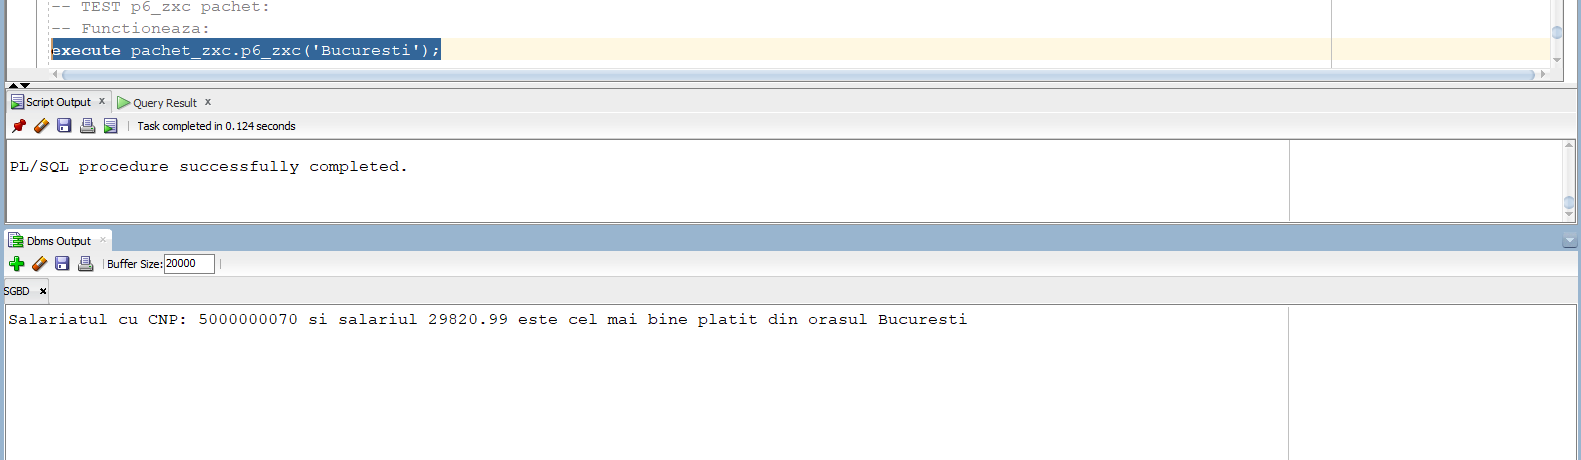 -- TEST p6_zxc pachet:
-- Functioneaza:
execute pachet_zxc.p6_zxc('Bucuresti');
Script Output x Query Result x
Task completed in 0.124 seconds
PL/SQL procedure successfully completed.
Dbms Output x
Buffer Size: 20000
SGBD x
Salariatul cu CNP: 5000000070 si salariul 29820.99 este cel mai bine platit din orasul Bucuresti